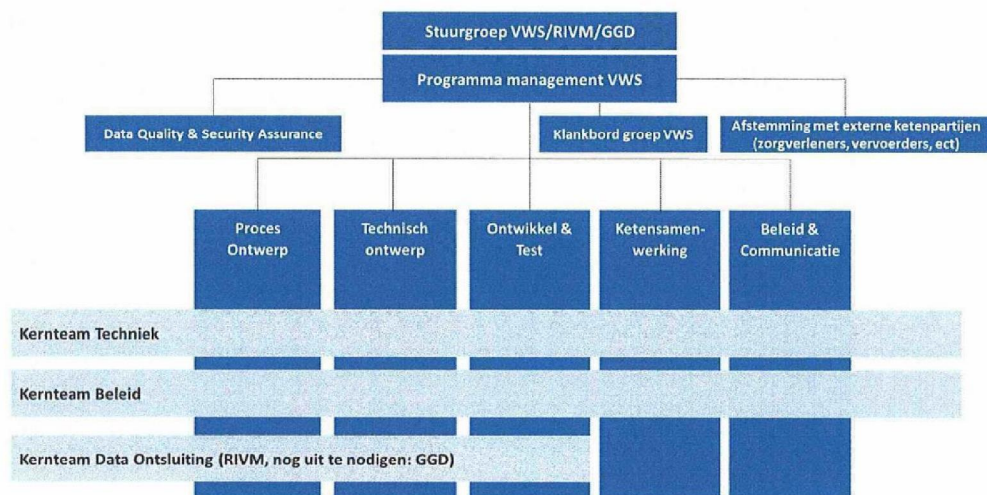 Stuurgroep VWS/RIVM/GGD
Programma management VWS
Data Quality & Security Assurance
Klankbord groep VWS
Afstemming met externe ketenpartijen
(zorgverleners, vervoerders, ect)
Proces
Ontwerp
Technisch
ontwerp
Ontwikkel &
Test
Ketensamen-
werking
Beleid &
Communicatie
Kernteam Techniek
Kernteam Beleid
Kernteam Data Ontsluiting (RIVM, nog uit te nodigen: GGD)